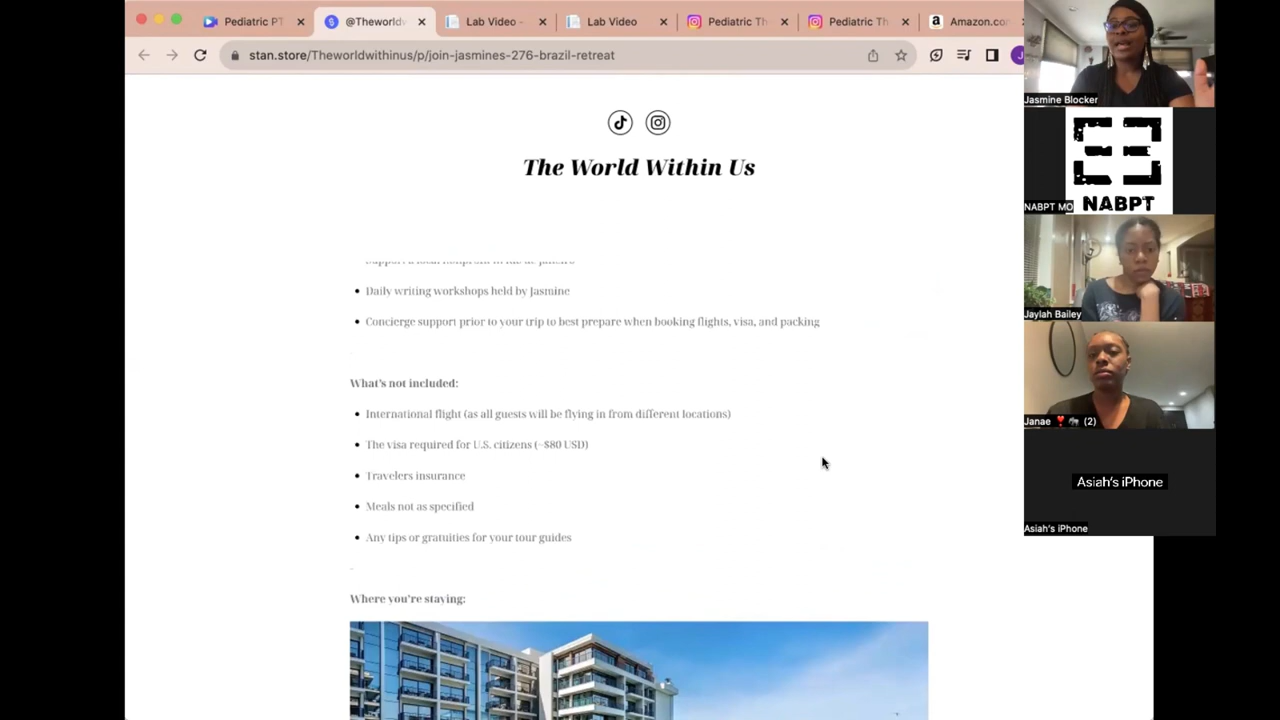 Pediatric PT
@Theworldw
Lab Video -
Lab Video
Pediatric Th
Pediatric Th
Amazon.co
stan.store/Theworldwithinus/p/join-jasmines-276-brazil-retreat
The World Within Us
Daily writing workshops held by Jasmine
Concierge support prior to your trip to best prepare when booking flights, visa, and packing
What's not included:
International flight (as all guests will be flying in from different locations)
The visa required for U.S. citizens (~$80 USD)
Travelers insurance
Meals not as specified
Any tips or gratuities for your tour guides
Where you're staying:
Jasmine Blocker
NABPT
NABPT MO
Jaylah Bailey
Janae ❣️🐘 (2)
Asiah's iPhone
Asiah's iPhone